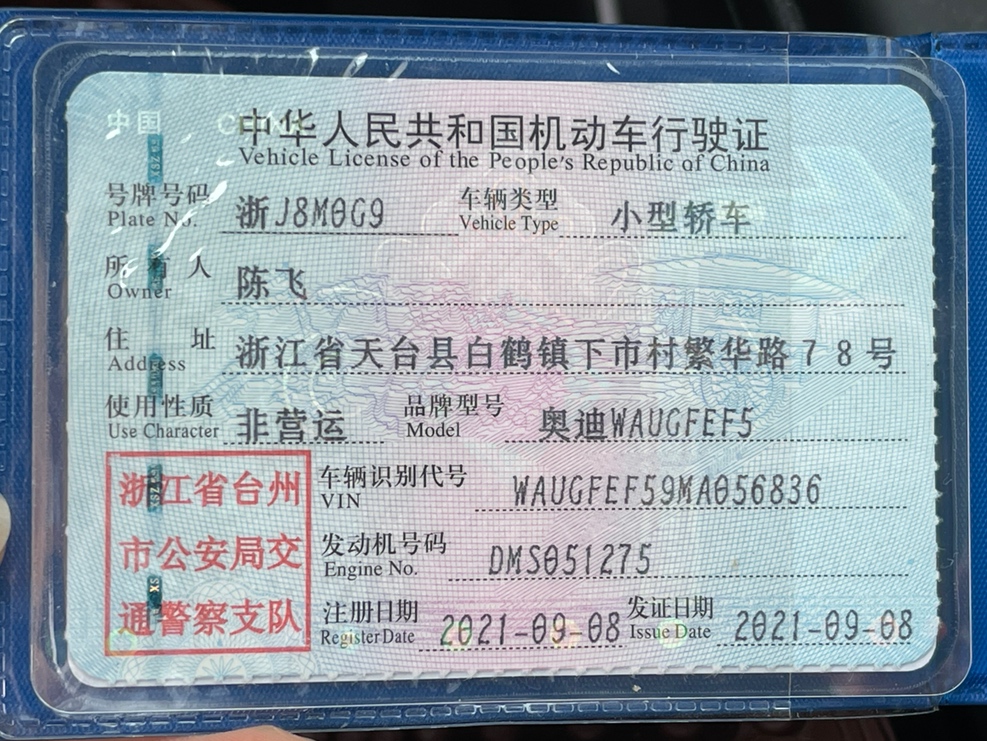 中国 CHINA
中华人民共和国机动车行驶证
Vehicle License of the People's Republic of China
号牌号码 浙J8M0G9 车辆类型 小型轿车
Plate No. Vehicle Type
所有人 陈飞
Owner
住址 浙江省天台县白鹤镇下市村繁华路78号
Address
使用性质 非营运 品牌型号 奥迪WAUGFEF5
Use Character Model
浙江省台州
市公安局交
通警察支队
车辆识别代号 WAUGFEF59MA056836
VIN
发动机号码 DMS051275
Engine No.
注册日期 2021-09-08 发证日期 2021-09-08
Register Date Issue Date